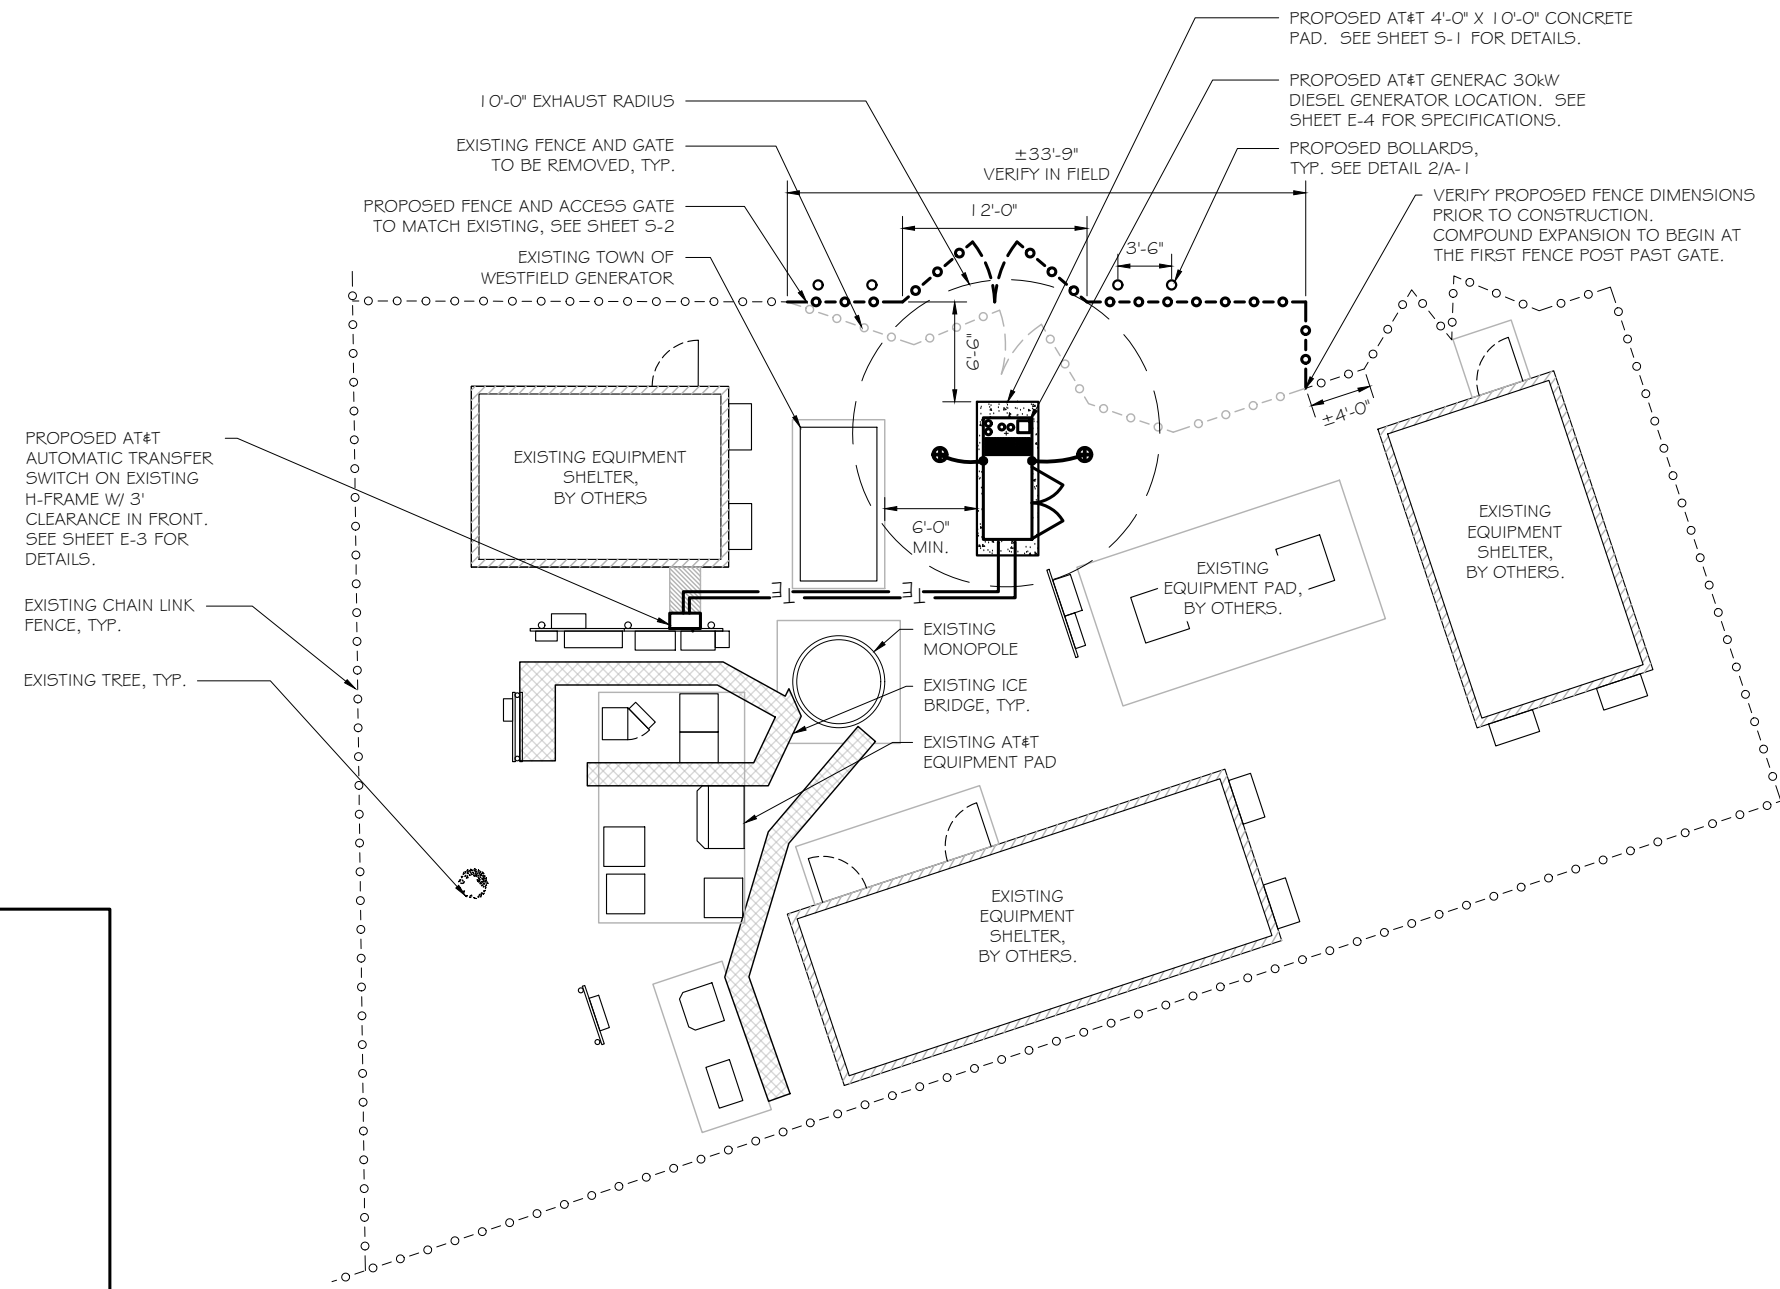 PROPOSED AT&T 4'-0" X 10'-0" CONCRETE
PAD. SEE SHEET S-1 FOR DETAILS.
PROPOSED AT&T GENERAC 30kW
DIESEL GENERATOR LOCATION. SEE
SHEET E-4 FOR SPECIFICATIONS.
PROPOSED BOLLARDS,
TYP. SEE DETAIL 2/A-1
VERIFY PROPOSED FENCE DIMENSIONS
PRIOR TO CONSTRUCTION.
COMPOUND EXPANSION TO BEGIN AT
THE FIRST FENCE POST PAST GATE.
10'-0" EXHAUST RADIUS
EXISTING FENCE AND GATE
TO BE REMOVED, TYP.
PROPOSED FENCE AND ACCESS GATE
TO MATCH EXISTING, SEE SHEET S-2
EXISTING TOWN OF
WESTFIELD GENERATOR
±33'-9"
VERIFY IN FIELD
12'-0"
3'-6"
6'-6"
±4'-0"
6'-0"
MIN.
PROPOSED AT&T
AUTOMATIC TRANSFER
SWITCH ON EXISTING
H-FRAME W/ 3'
CLEARANCE IN FRONT.
SEE SHEET E-3 FOR
DETAILS.
EXISTING CHAIN LINK
FENCE, TYP.
EXISTING TREE, TYP.
EXISTING EQUIPMENT
SHELTER,
BY OTHERS
EXISTING
EQUIPMENT PAD,
BY OTHERS.
EXISTING
EQUIPMENT
SHELTER,
BY OTHERS.
TE
TE
EXISTING
MONOPOLE
EXISTING ICE
BRIDGE, TYP.
EXISTING AT&T
EQUIPMENT PAD
EXISTING
EQUIPMENT
SHELTER,
BY OTHERS.